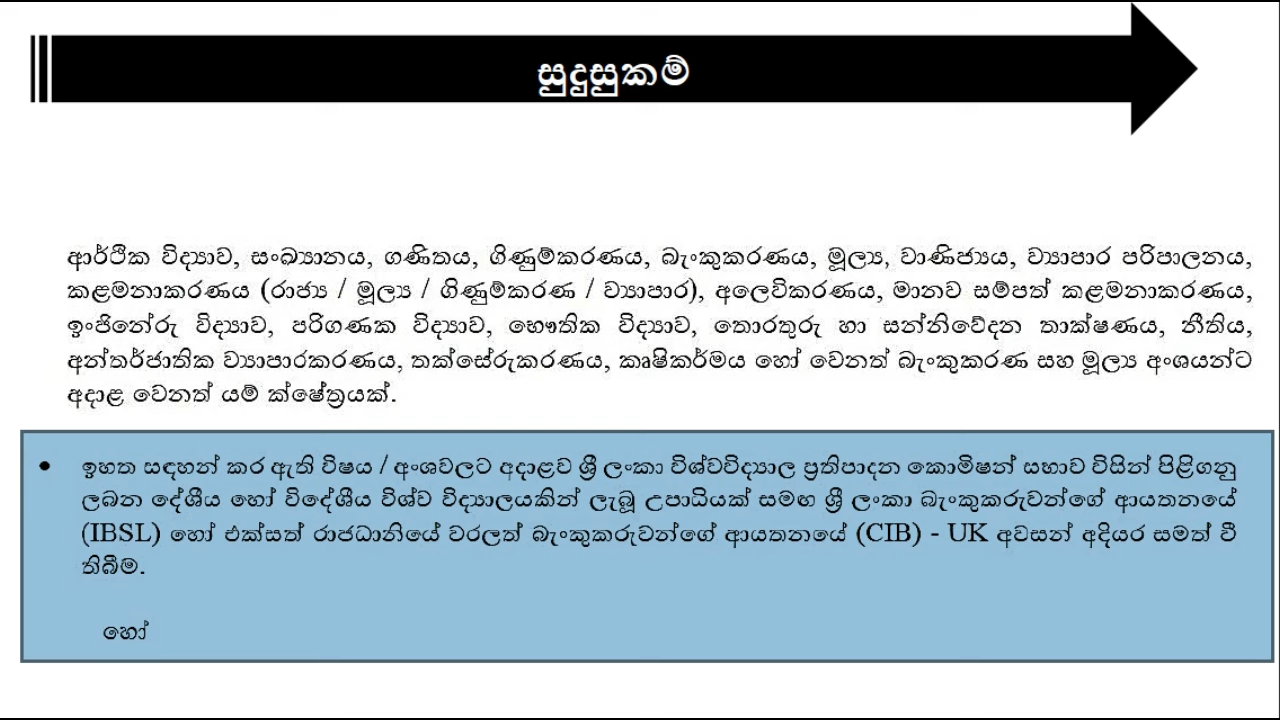 සුදුසුකම්
ආර්ථික විද්‍යාව, සංඛ්‍යානය, ගණිතය, ගිණුම්කරණය, බැංකුකරණය, මූල්‍ය, වාණිජ්‍යය, ව්‍යාපාර පරිපාලනය,
කළමනාකරණය (රාජ්‍ය / මූල්‍ය / ගිණුම්කරණ / ව්‍යාපාර), අලෙවිකරණය, මානව සම්පත් කළමනාකරණය,
ඉංජිනේරු විද්‍යාව, පරිගණක විද්‍යාව, භෞතික විද්‍යාව, තොරතුරු හා සන්නිවේදන තාක්ෂණය, නීතිය,
අන්තර්ජාතික ව්‍යාපාරකරණය, තක්සේරුකරණය, කෘෂිකර්මය හෝ වෙනත් බැංකුකරණ සහ මූල්‍ය අංශයන්ට
අදාළ වෙනත් යම් ක්ෂේත්‍රයක්.
• ඉහත සඳහන් කර ඇති විෂය / අංශවලට අදාළව ශ්‍රී ලංකා විශ්වවිද්‍යාල ප්‍රතිපාදන කොමිෂන් සභාව විසින් පිළිගනු
ලබන දේශීය හෝ විදේශීය විශ්ව විද්‍යාලයකින් ලැබූ උපාධියක් සමඟ ශ්‍රී ලංකා බැංකුකරුවන්ගේ ආයතනයේ
(IBSL) හෝ එක්සත් රාජධානියේ වරලත් බැංකුකරුවන්ගේ ආයතනයේ (CIB) - UK අවසන් අදියර සමත් වී
තිබීම.
හෝ